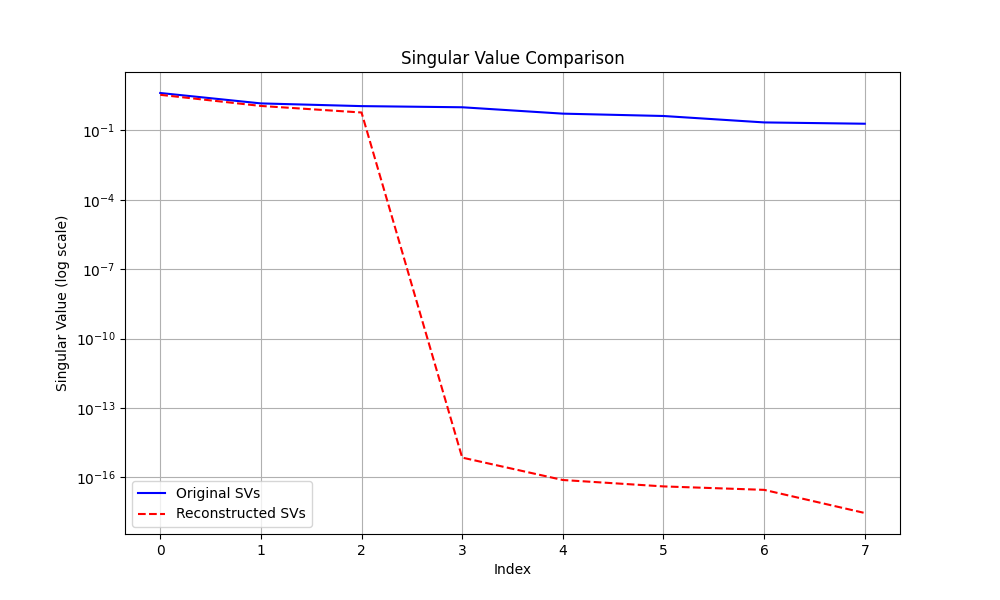 Singular Value Comparison
Singular Value (log scale)
10⁻¹
10⁻⁴
10⁻⁷
10⁻¹⁰
10⁻¹³
10⁻¹⁶
Original SVs
Reconstructed SVs
0 1 2 3 4 5 6 7
Index